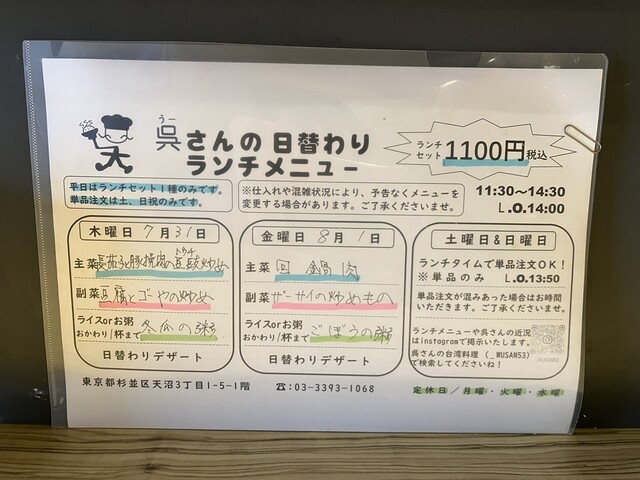 うー
呉さんの日替わり
ランチメニュー
ランチ
セット 1100円税込
平日はランチセット1種のみです。
単品注文は土、日祝のみです。
※仕入れや混雑状況により、予告なくメニューを
変更する場合があります。ご了承くださいませ。
11:30〜14:30
L.O.14:00
木曜日 7月31日
主菜 長茄子と豚挽肉の豆豉炒め
トウチ
副菜 豆腐とゴーヤの炒め
ライスorお粥
おかわり1杯まで 冬瓜の粥
日替わりデザート
金曜日 8月1日
主菜 回鍋肉
副菜 ザーサイの炒めもの
ライスorお粥
おかわり1杯まで ごぼうの粥
日替わりデザート
土曜日&日曜日
ランチタイムで単品注文OK!
※単品のみ L.O.13:50
単品注文が混みあった場合はお時間
いただきます。ご了承くださいませ。
ランチメニューや呉さんの近況
はinstagramで掲示いたします。
呉さんの台湾料理(_WUSAN53)
で検索してくださいね!
東京都杉並区天沼3丁目1-5-1階 ☎:03-3393-1068
定休日/月曜・火曜・水曜